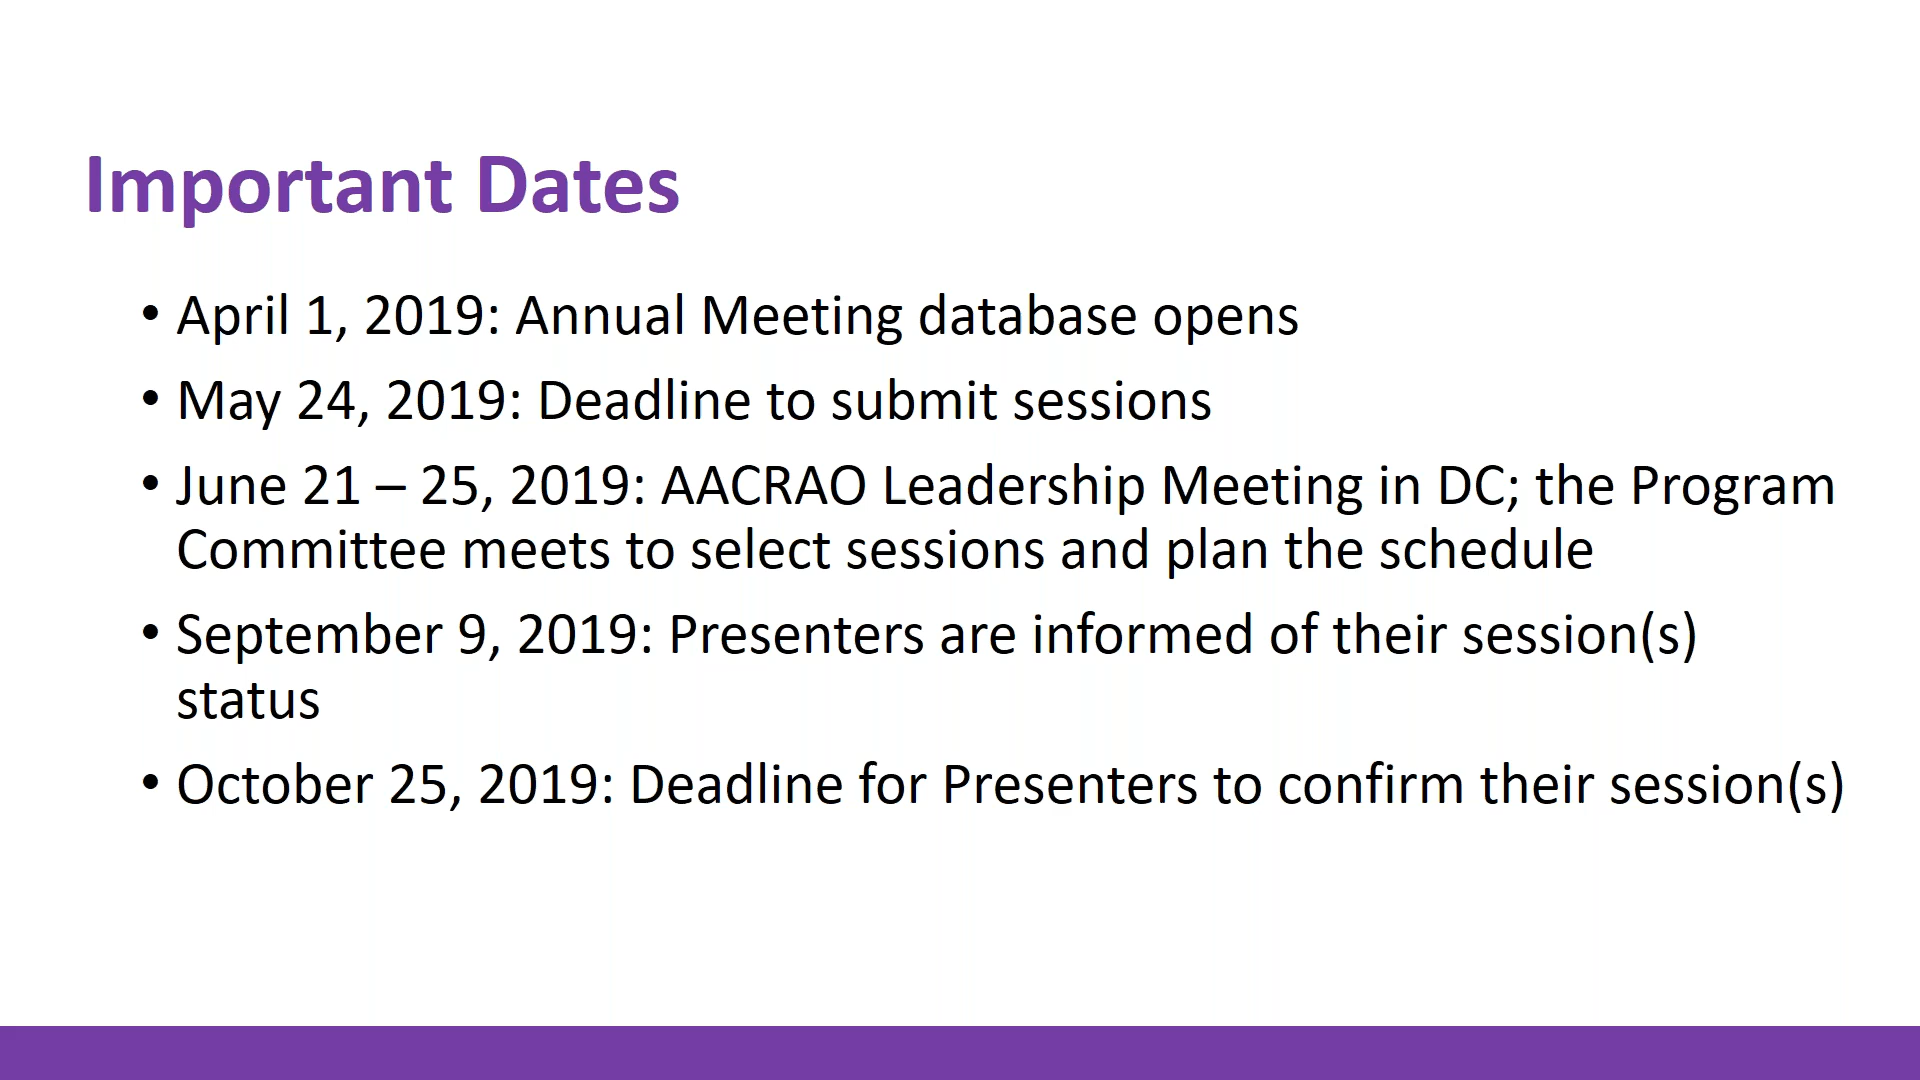 Important Dates
• April 1, 2019: Annual Meeting database opens
• May 24, 2019: Deadline to submit sessions
• June 21 – 25, 2019: AACRAO Leadership Meeting in DC; the Program
Committee meets to select sessions and plan the schedule
• September 9, 2019: Presenters are informed of their session(s)
status
• October 25, 2019: Deadline for Presenters to confirm their session(s)